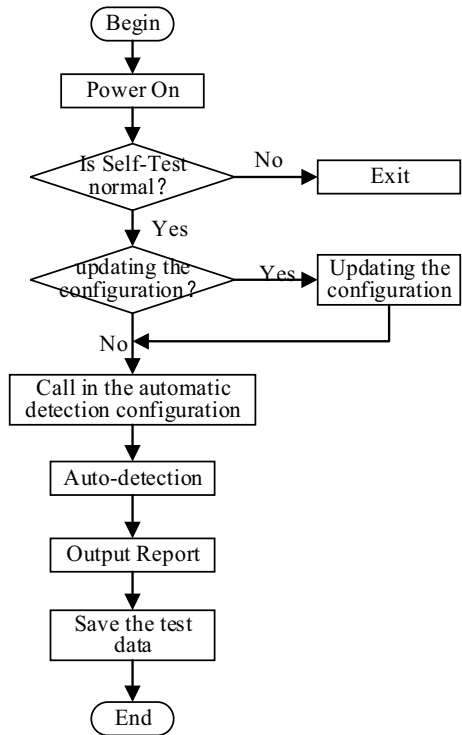 Begin
Power On
Is Self-Test
normal?
No
Exit
Yes
updating the
configuration?
Yes
Updating the
configuration
No
Call in the automatic
detection configuration
Auto-detection
Output Report
Save the test
data
End